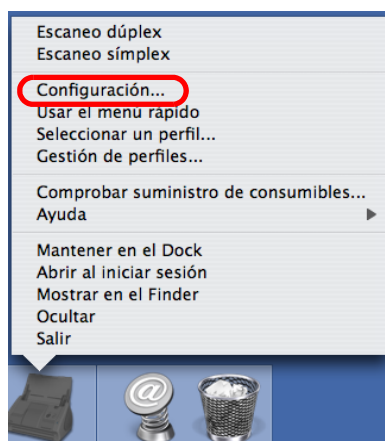 Escaneo dúplex
Escaneo símplex
Configuración...
Usar el menú rápido
Seleccionar un perfil...
Gestión de perfiles...
Comprobar suministro de consumibles...
Ayuda
Mantener en el Dock
Abrir al iniciar sesión
Mostrar en el Finder
Ocultar
Salir
@